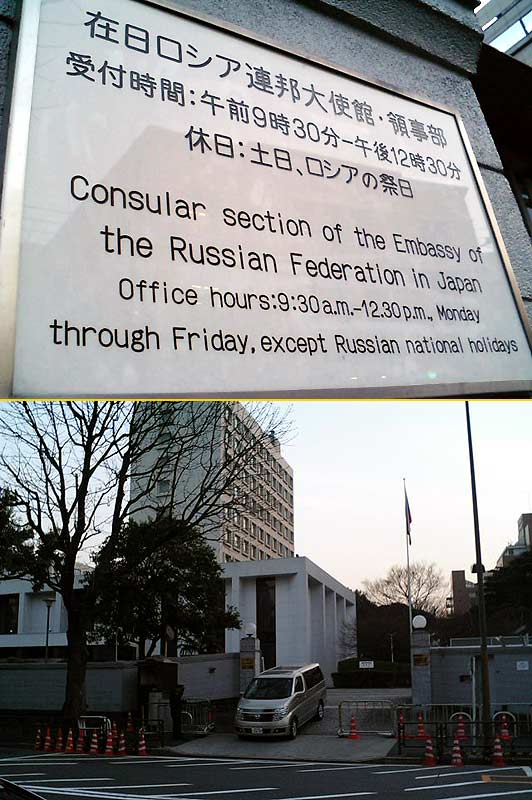 在日ロシア連邦大使館・領事部
受付時間：午前9時30分-午後12時30分
休日：土日、ロシアの祭日
Consular section of the Embassy of
the Russian Federation in Japan
Office hours:9:30a.m.-12.30p.m., Monday
through Friday, except Russian national holidays